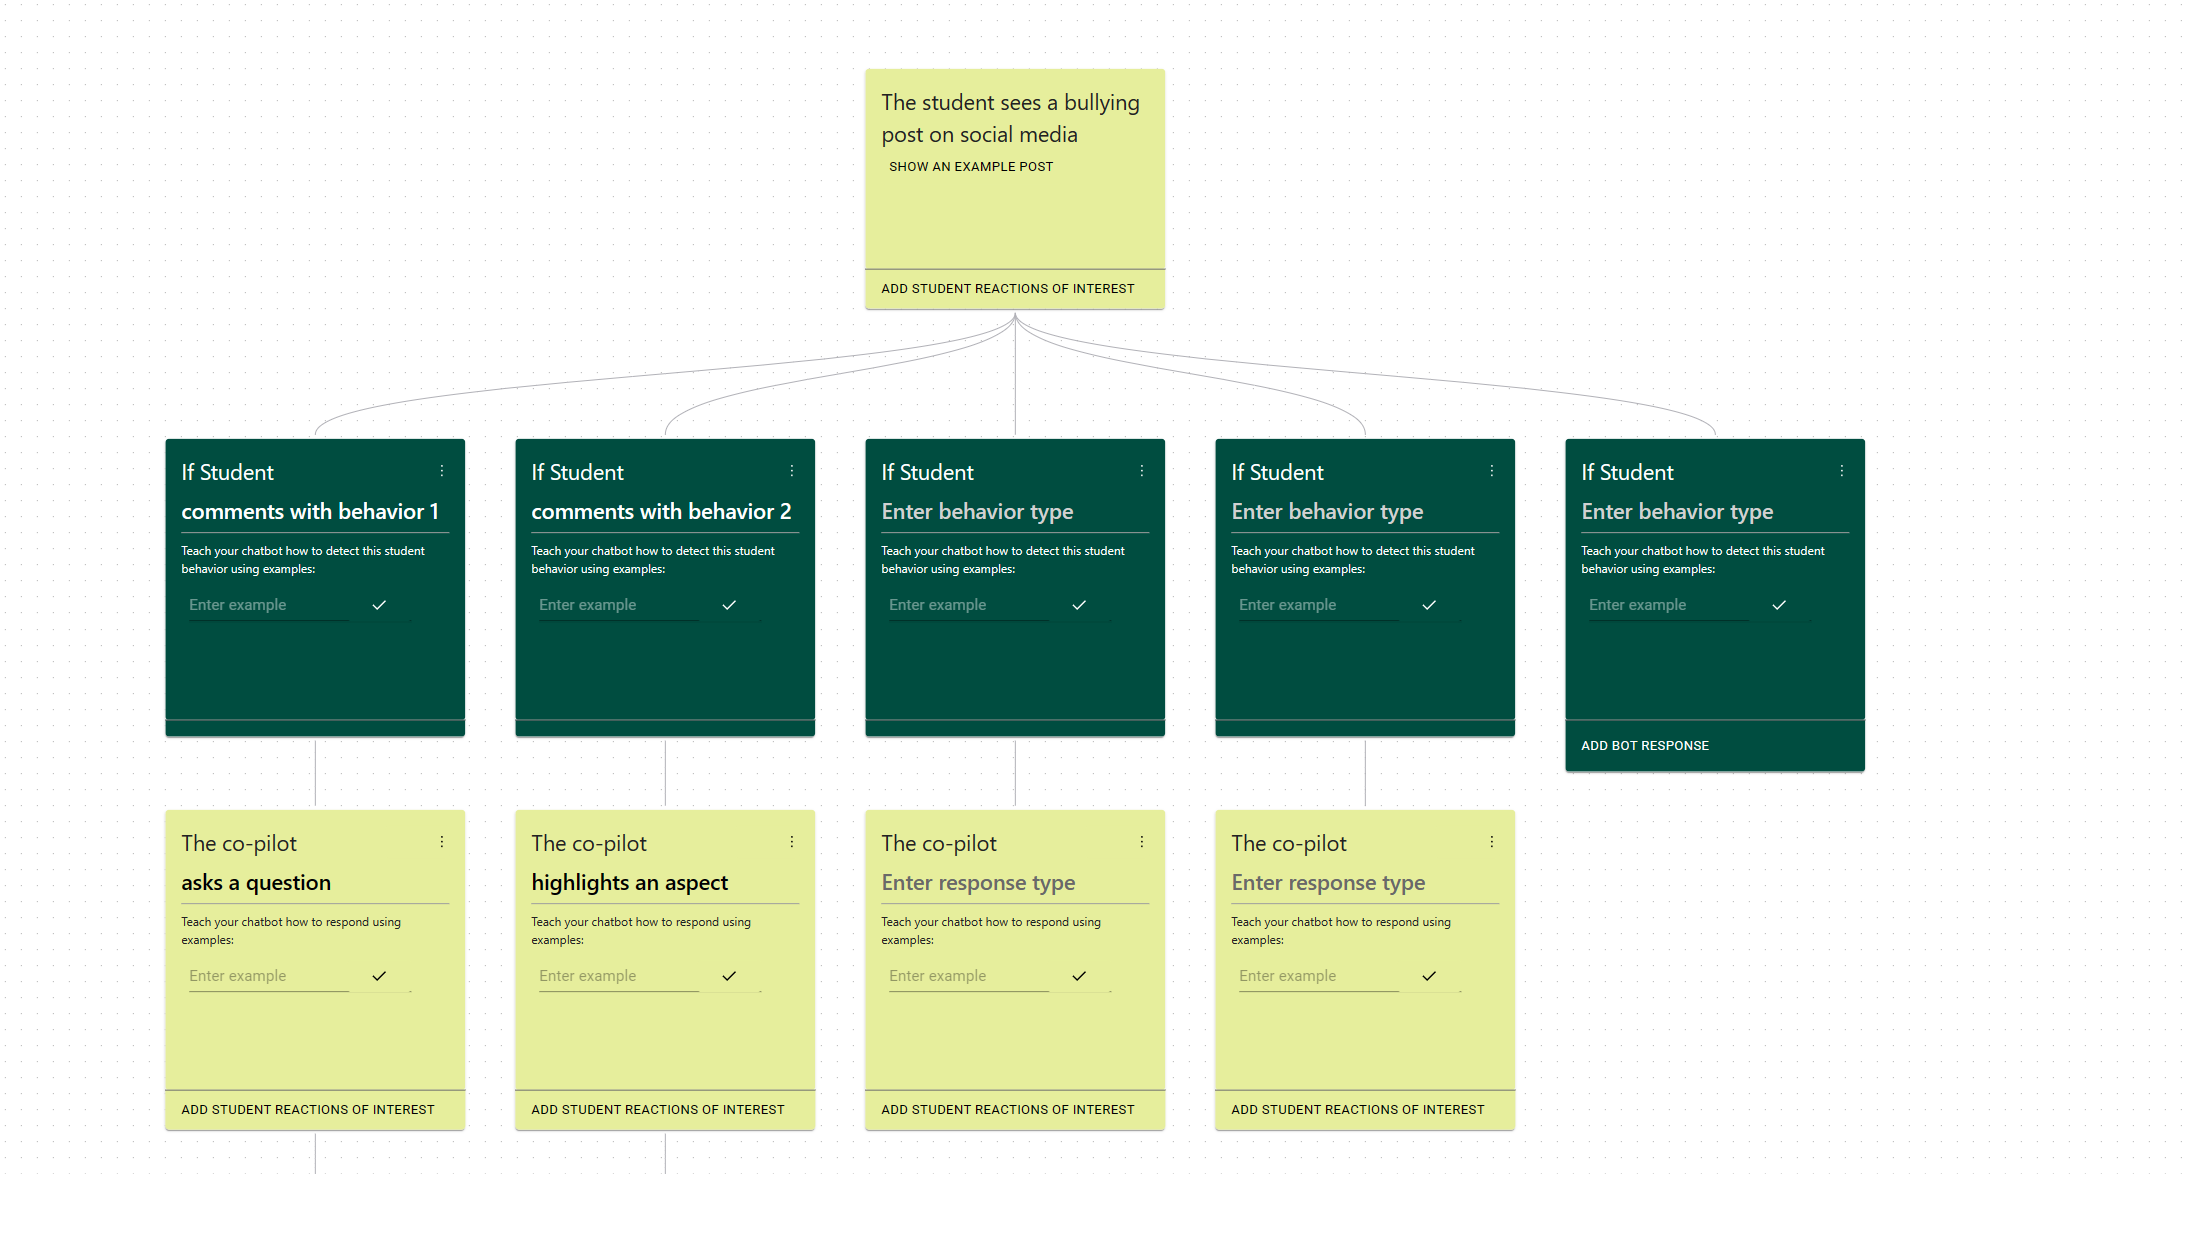 The student sees a bullying
post on social media
SHOW AN EXAMPLE POST
ADD STUDENT REACTIONS OF INTEREST
If Student
comments with behavior 1
Teach your chatbot how to detect this student
behavior using examples:
Enter example
If Student
comments with behavior 2
Teach your chatbot how to detect this student
behavior using examples:
Enter example
If Student
Enter behavior type
Teach your chatbot how to detect this student
behavior using examples:
Enter example
If Student
Enter behavior type
Teach your chatbot how to detect this student
behavior using examples:
Enter example
If Student
Enter behavior type
Teach your chatbot how to detect this student
behavior using examples:
Enter example
ADD BOT RESPONSE
The co-pilot
asks a question
Teach your chatbot how to respond using
examples:
Enter example
ADD STUDENT REACTIONS OF INTEREST
The co-pilot
highlights an aspect
Teach your chatbot how to respond using
examples:
Enter example
ADD STUDENT REACTIONS OF INTEREST
The co-pilot
Enter response type
Teach your chatbot how to respond using
examples:
Enter example
ADD STUDENT REACTIONS OF INTEREST
The co-pilot
Enter response type
Teach your chatbot how to respond using
examples:
Enter example
ADD STUDENT REACTIONS OF INTEREST